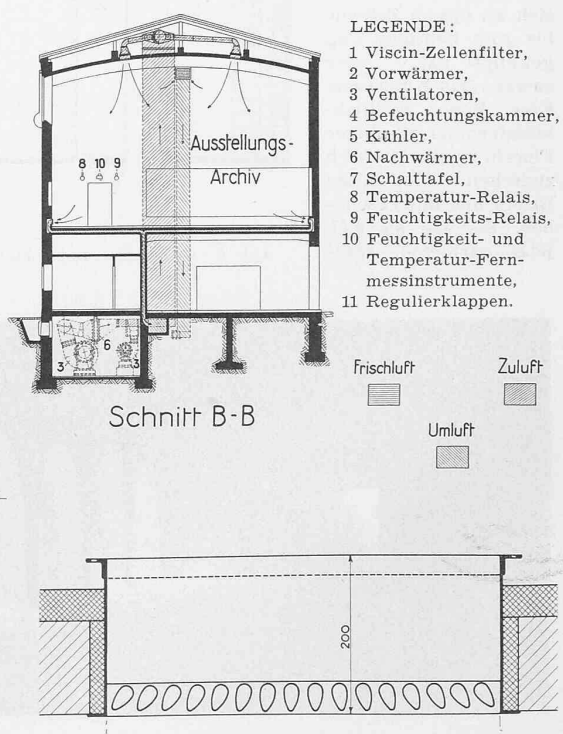 LEGENDE:
1 Viscin-Zellenfilter,
2 Vorwärmer,
3 Ventilatoren,
4 Befeuchtungskammer,
5 Kühler,
6 Nachwärmer,
7 Schalttafel,
8 Temperatur-Relais,
9 Feuchtigkeits-Relais,
10 Feuchtigkeit- und
Temperatur-Fern-
messinstrumente,
11 Regulierklappen.
Ausstellungs-
Archiv
8 10 9
6
3 3
Schnitt B-B
Frischluft Zuluft
Umluft
200